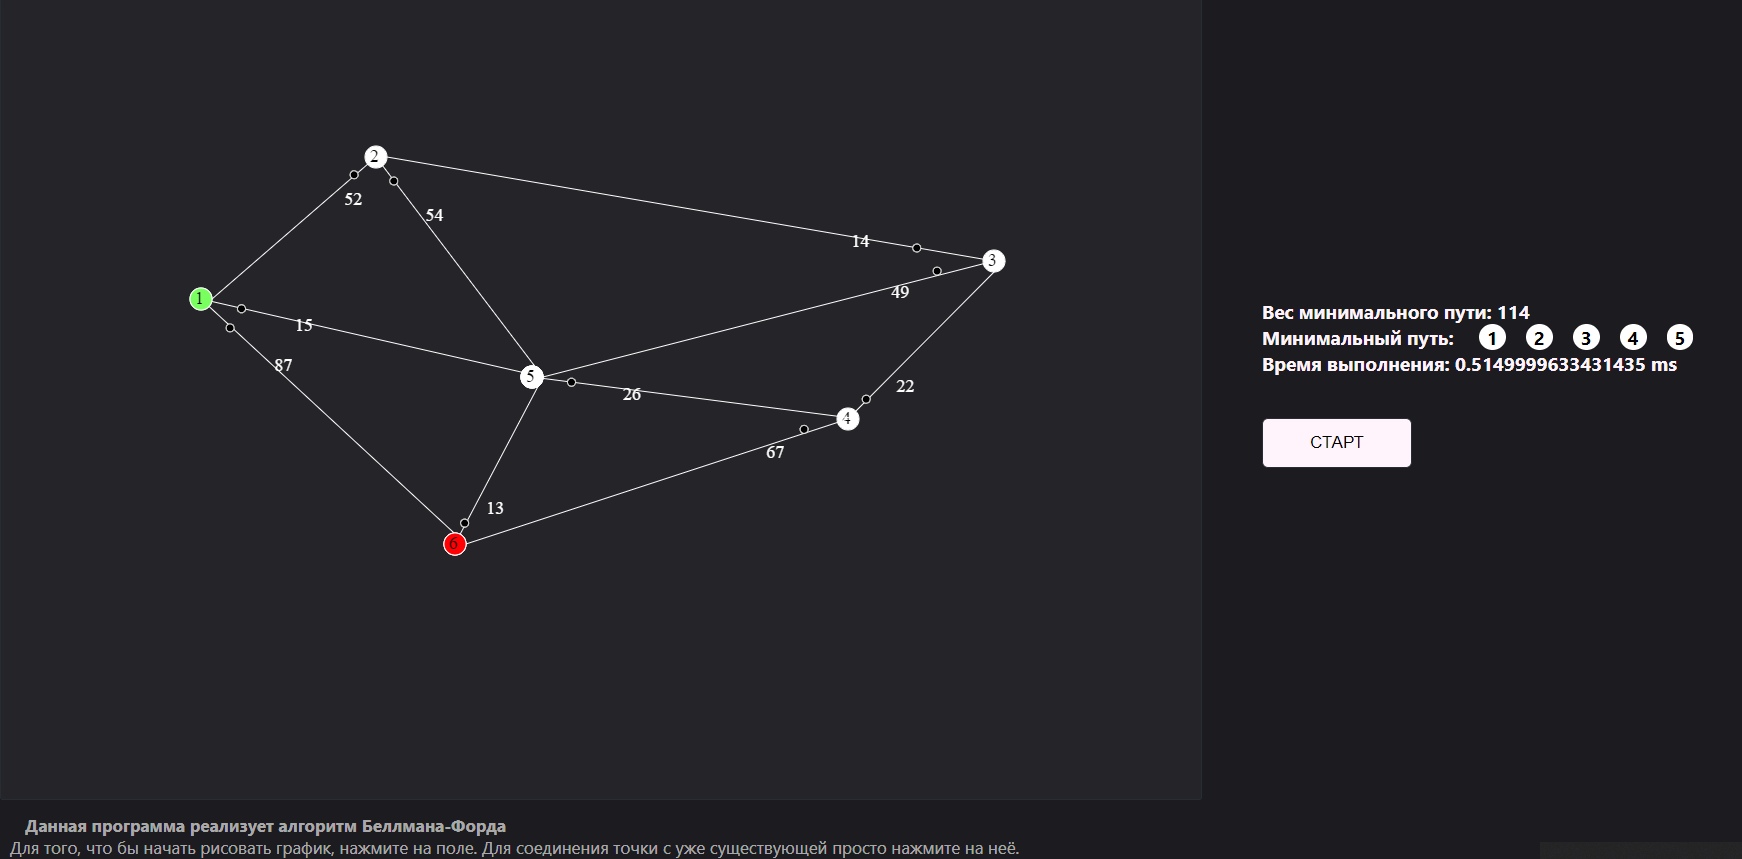 2
52
54
14
3
1
49
15
87
5
26
22
4
67
13
6
Вес минимального пути: 114
Минимальный путь: 1 2 3 4 5
Время выполнения: 0.5149999633431435 ms
СТАРТ
Данная программа реализует алгоритм Беллмана-Форда
Для того, что бы начать рисовать график, нажмите на поле. Для соединения точки с уже существующей просто нажмите на неё.